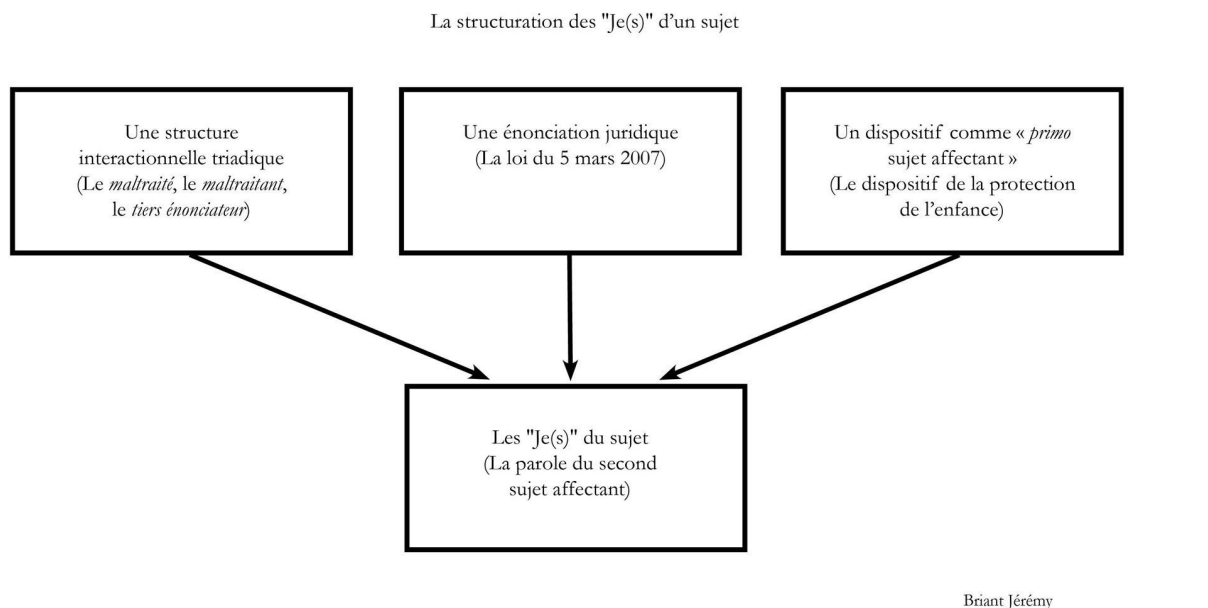 La structuration des "Je(s)" d'un sujet
Une structure
interactionnelle triadique
(Le maltraité, le maltraitant,
le tiers énonciateur)
Une énonciation juridique
(La loi du 5 mars 2007)
Un dispositif comme « primo
sujet affectant »
(Le dispositif de la protection
de l'enfance)
Les "Je(s)" du sujet
(La parole du second
sujet affectant)
Briant Jérémy